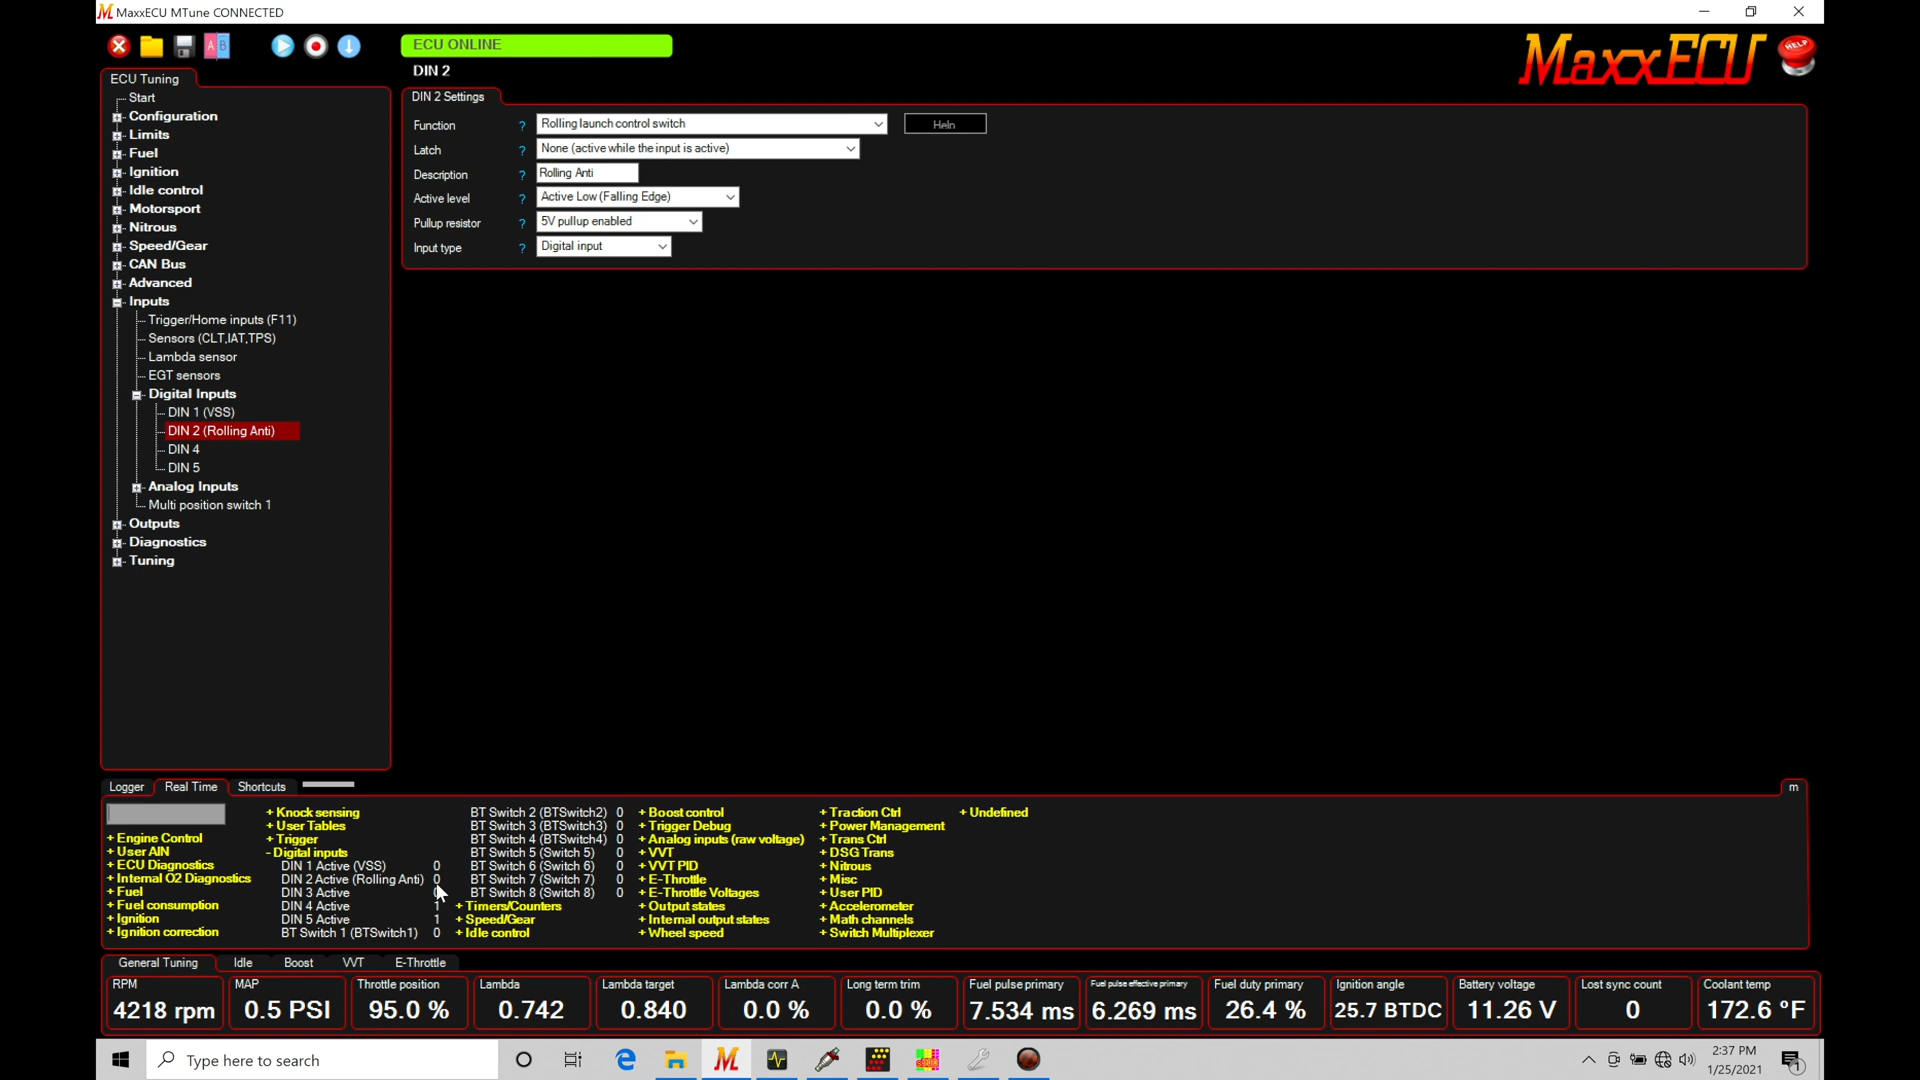 MaxxECU MTune CONNECTED
A B
ECU ONLINE
MaxxECU
HELP
DIN 2
ECU Tuning
Start
Configuration
Limits
Fuel
Ignition
Idle control
Motorsport
Nitrous
Speed/Gear
CAN Bus
Advanced
Inputs
Trigger/Home inputs (F11)
Sensors (CLT,IAT,TPS)
Lambda sensor
EGT sensors
Digital Inputs
DIN 1 (VSS)
DIN 2 (Rolling Anti)
DIN 4
DIN 5
Analog Inputs
Multi position switch 1
Outputs
Diagnostics
Tuning
DIN 2 Settings
Function ? Rolling launch control switch Help
Latch ? None (active while the input is active)
Description ? Rolling Anti
Active level ? Active Low (Falling Edge)
Pullup resistor ? 5V pullup enabled
Input type ? Digital input
Logger Real Time Shortcuts m
+ Engine Control
+ User AIN
+ ECU Diagnostics
+ Internal O2 Diagnostics
+ Fuel
+ Fuel consumption
+ Ignition
+ Ignition correction
+ Knock sensing
+ User Tables
+ Trigger
- Digital inputs
DIN 1 Active (VSS) 0
DIN 2 Active (Rolling Anti) 0
DIN 3 Active
DIN 4 Active 1
DIN 5 Active 1
BT Switch 1 (BTSwitch1) 0
BT Switch 2 (BTSwitch2) 0
BT Switch 3 (BTSwitch3) 0
BT Switch 4 (BTSwitch4) 0
BT Switch 5 (Switch 5) 0
BT Switch 6 (Switch 6) 0
BT Switch 7 (Switch 7) 0
BT Switch 8 (Switch 8) 0
+ Timers/Counters
+ Speed/Gear
+ Idle control
+ Boost control
+ Trigger Debug
+ Analog inputs (raw voltage)
+ VVT
+ VVT PID
+ E-Throttle
+ E-Throttle Voltages
+ Output states
+ Internal output states
+ Wheel speed
+ Traction Ctrl
+ Power Management
+ Trans Ctrl
+ DSG Trans
+ Nitrous
+ Misc
+ User PID
+ Accelerometer
+ Math channels
+ Switch Multiplexer
+ Undefined
General Tuning Idle Boost VVT E-Throttle
RPM
4218 rpm
MAP
0.5 PSI
Throttle position
95.0 %
Lambda
0.742
Lambda target
0.840
Lambda corr A
0.0 %
Long term trim
0.0 %
Fuel pulse primary
7.534 ms
Fuel pulse effective primary
6.269 ms
Fuel duty primary
26.4 %
Ignition angle
25.7 BTDC
Battery voltage
11.26 V
Lost sync count
0
Coolant temp
172.6 °F
Type here to search
2:37 PM
1/25/2021
1